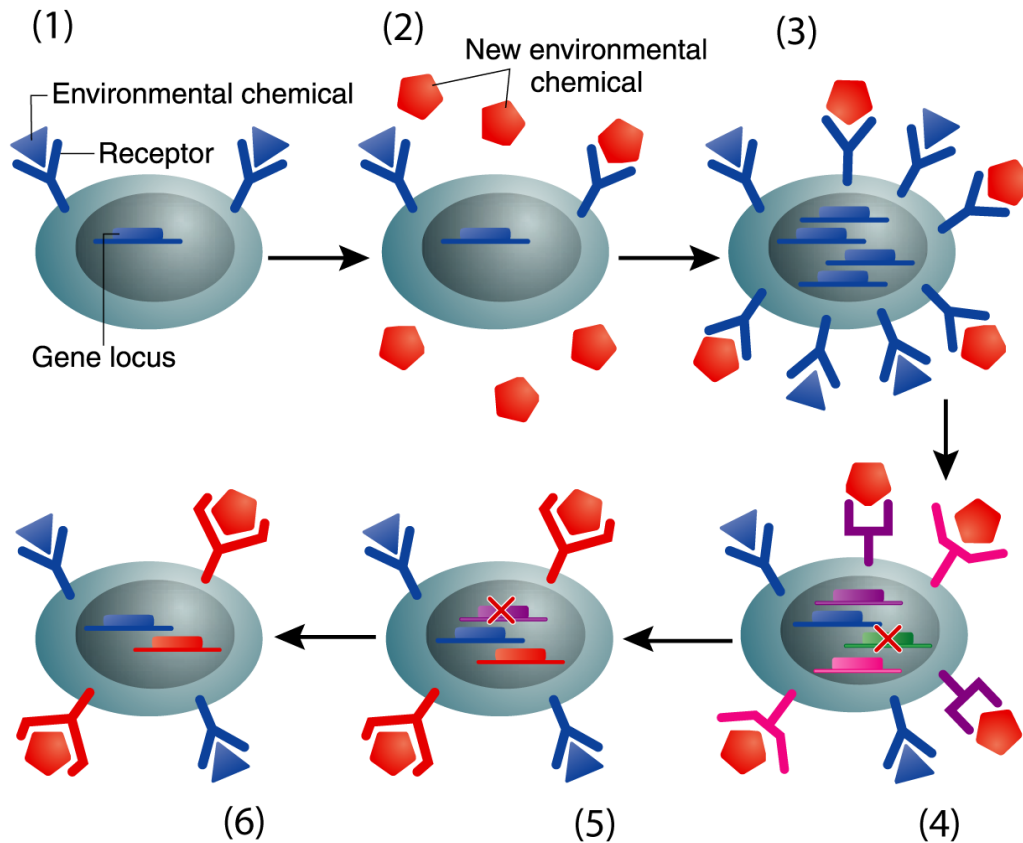 (1)
(2)
(3)
New environmental
chemical
Environmental chemical
Receptor
Gene locus
(6)
(5)
(4)